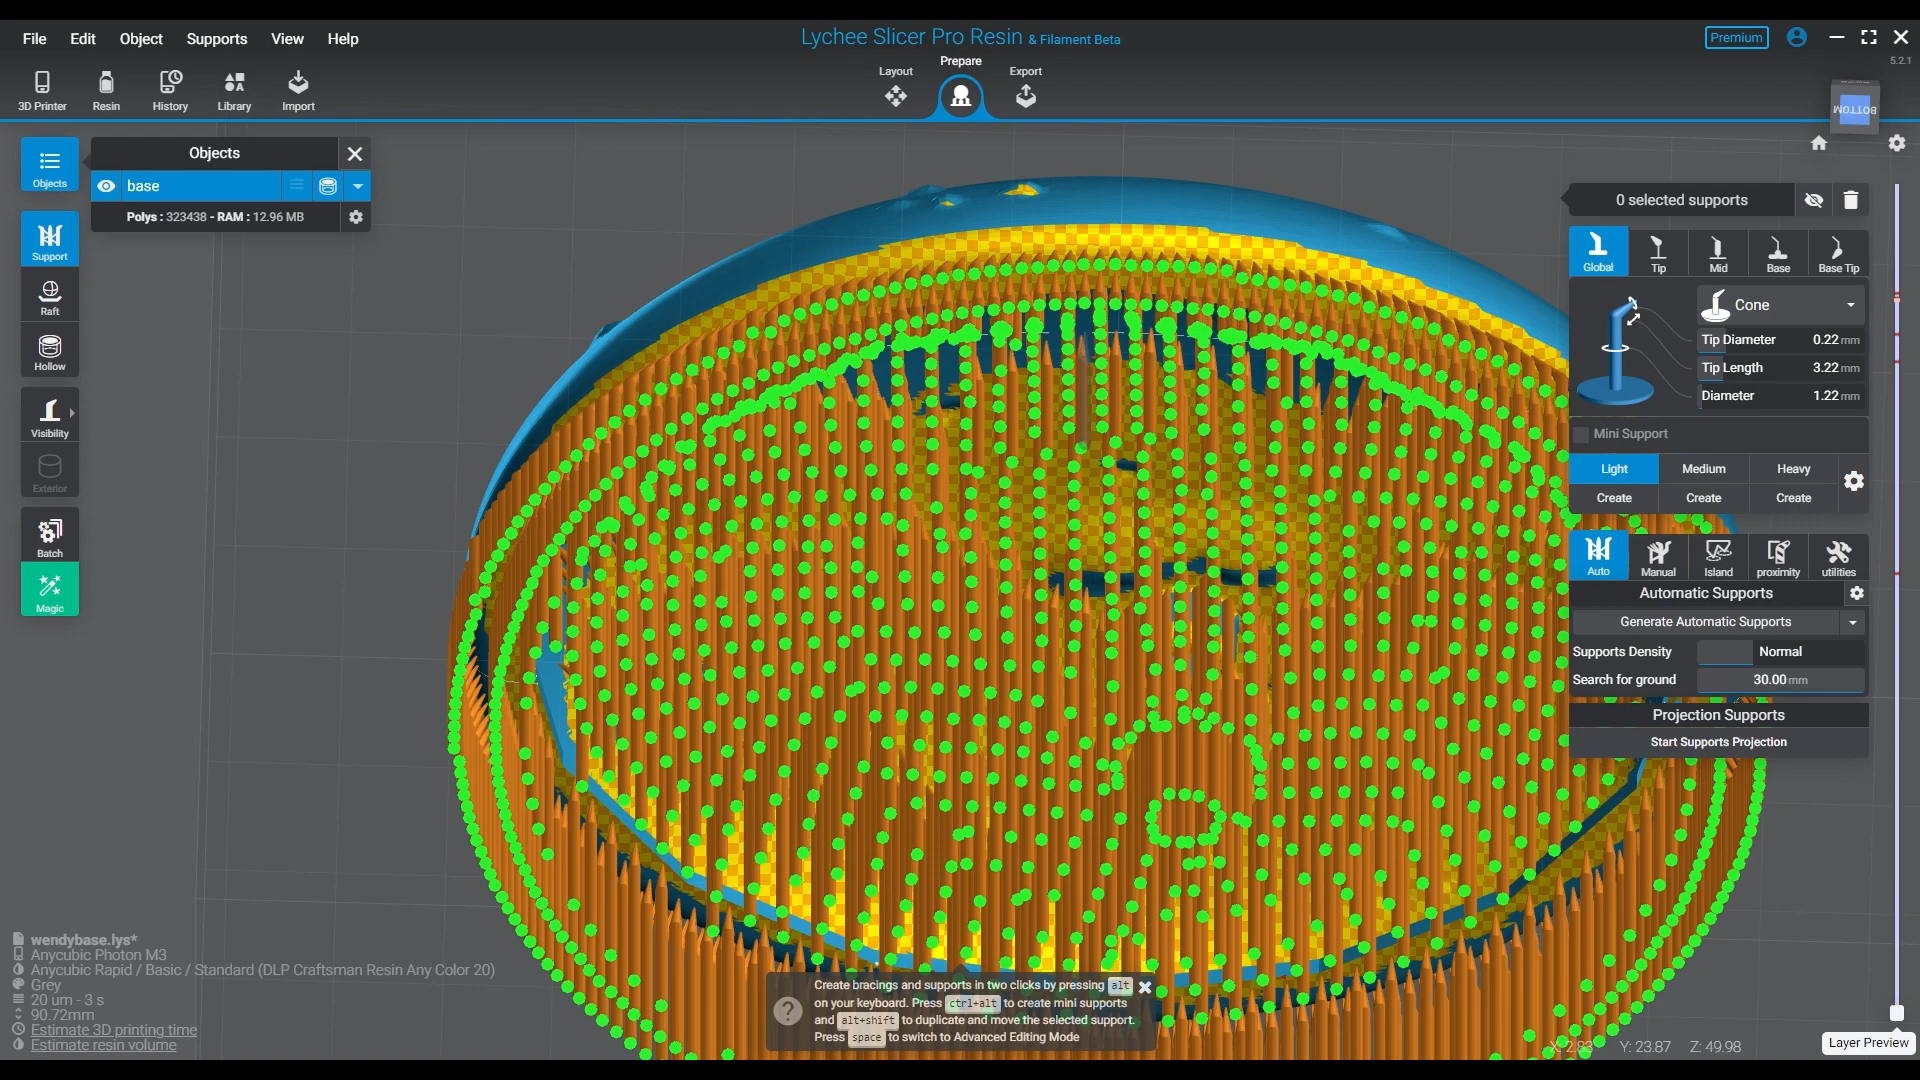 File Edit Object Supports View Help
Lychee Slicer Pro Resin & Filament Beta
Premium
5.2.1
3D Printer Resin History Library Import
Layout Prepare Export
BOTTOM
Objects
Objects
base
Polys : 323438 - RAM : 12.96 MB
Support
Raft
Hollow
Visibility
Exterior
Batch
Magic
0 selected supports
Global Tip Mid Base Base Tip
Cone
Tip Diameter 0.22 mm
Tip Length 3.22 mm
Diameter 1.22 mm
Mini Support
Light Medium Heavy
Create Create Create
Auto Manual Island proximity utilities
Automatic Supports
Generate Automatic Supports
Supports Density Normal
Search for ground 30.00 mm
Projection Supports
Start Supports Projection
wendybase.lys*
Anycubic Photon M3
Anycubic Rapid / Basic / Standard (DLP Craftsman Resin Any Color 20)
Grey
20 um - 3 s
90.72mm
Estimate 3D printing time
Estimate resin volume
? Create bracings and supports in two clicks by pressing alt
on your keyboard. Press ctrl+alt to create mini supports
and alt+shift to duplicate and move the selected support.
Press space to switch to Advanced Editing Mode
X: 2.83 Y: 23.87 Z: 49.98
Layer Preview